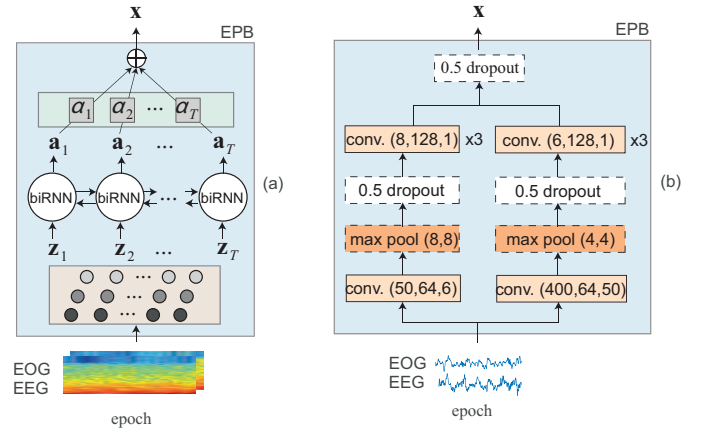 x
EPB
α1 α2 ... αT
a1 a2 ... aT
biRNN biRNN ... biRNN
(a)
z1 z2 ... zT
...
...
...
EOG
EEG
epoch
x
EPB
0.5 dropout
conv. (8,128,1) x3
conv. (6,128,1) x3
0.5 dropout
0.5 dropout
(b)
max pool (8,8)
max pool (4,4)
conv. (50,64,6)
conv. (400,64,50)
EOG
EEG
epoch